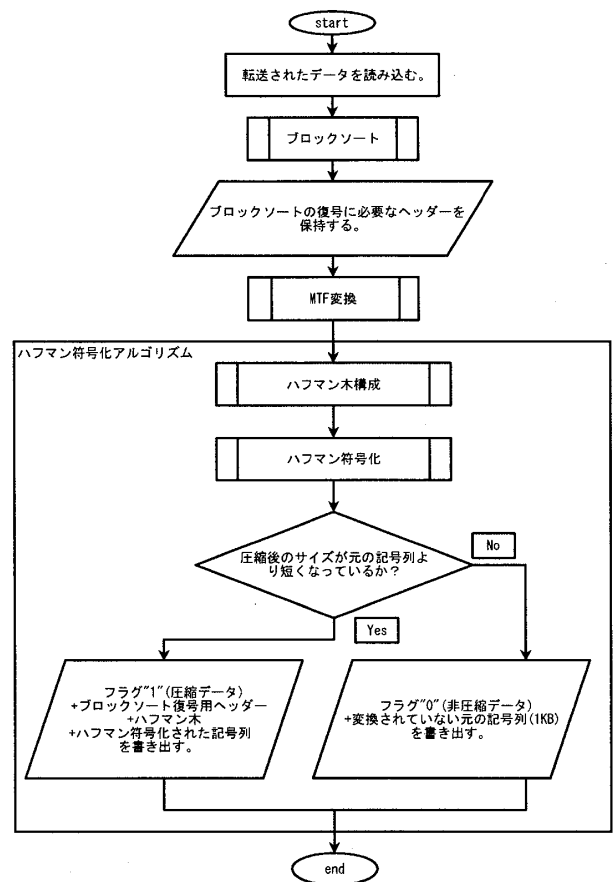 start
転送されたデータを読み込む。
ブロックソート
ブロックソートの復号に必要なヘッダーを
保持する。
MTF変換
ハフマン符号化アルゴリズム
ハフマン木構成
ハフマン符号化
圧縮後のサイズが元の記号列よ
り短くなっているか?
No
Yes
フラグ"1"(圧縮データ)
+ブロックソート復号用ヘッダー
+ハフマン木
+ハフマン符号化された記号列
を書き出す。
フラグ"0"(非圧縮データ)
+変換されていない元の記号列(1KB)
を書き出す。
end